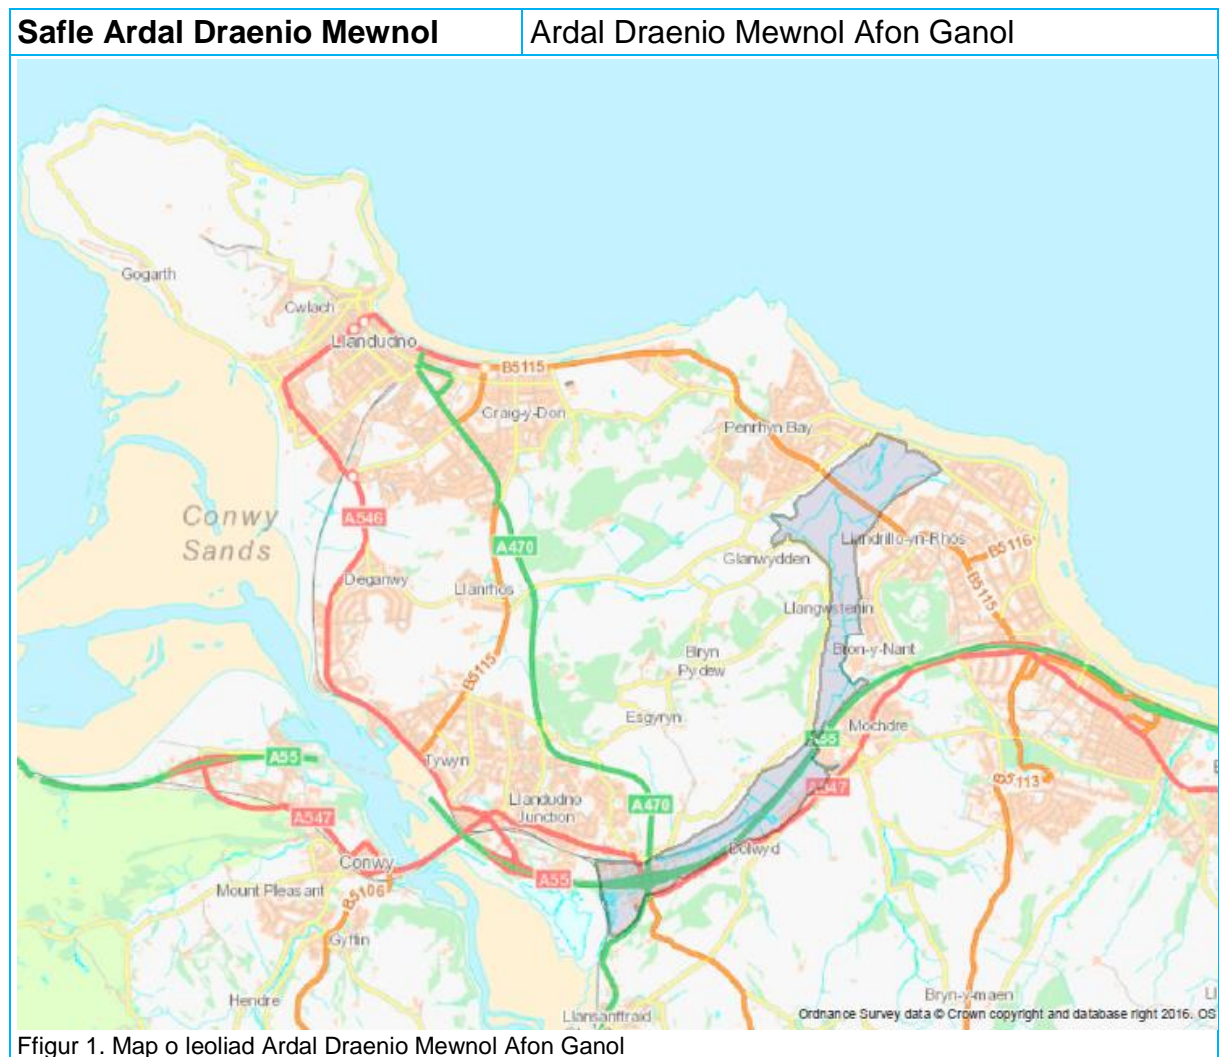 Safle Ardal Draenio Mewnol
Ardal Draenio Mewnol Afon Ganol
Gogarth
Cwlach
Llandudno
B5115
Craig-y-Don
Penrhyn Bay
Conwy
Sands
A546
A470
Llandrillo-yn-Rhos
B5116
Glanwydden
Deganwy
Llanrhos
Llangwstenin
B5115
Bryn
Pydew
Bron-y-Nant
B5115
Esgyryn
Mochdre
A55
A55
Tywyn
B5113
A547
Llandudno
Junction
A470
A547
Dolwyd
Conwy
A55
Mount Pleasant
B5106
Gyffin
Hendre
Bryn-y-maen
Llansanffraid
Ordnance Survey data © Crown copyright and database right 2016. OS
Ffigur 1. Map o leoliad Ardal Draenio Mewnol Afon Ganol